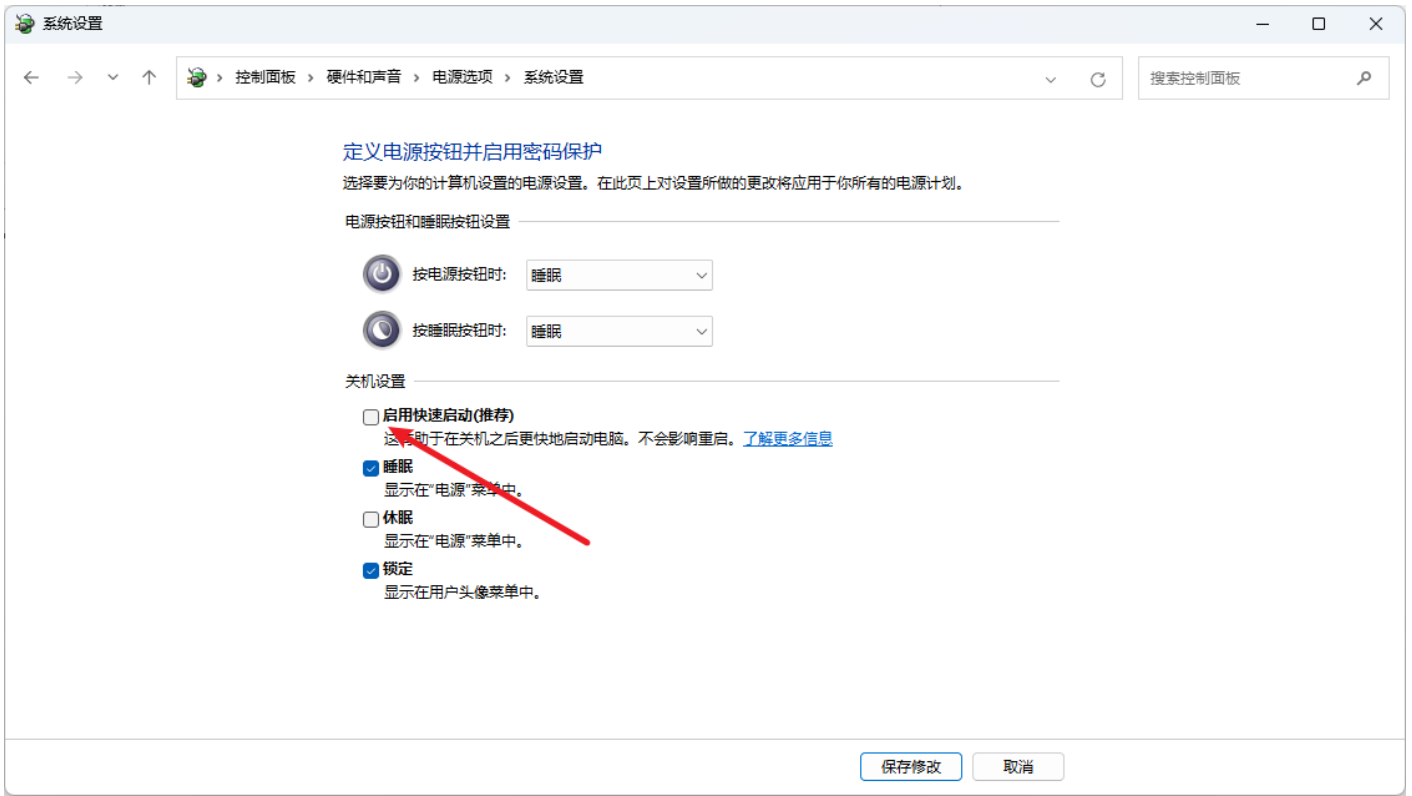 系统设置
控制面板 › 硬件和声音 › 电源选项 › 系统设置
搜索控制面板
定义电源按钮并启用密码保护
选择要为你的计算机设置的电源设置。在此页上对设置所做的更改将应用于你所有的电源计划。
电源按钮和睡眠按钮设置
按电源按钮时: 睡眠
按睡眠按钮时: 睡眠
关机设置
启用快速启动(推荐)
这有助于在关机之后更快地启动电脑。不会影响重启。了解更多信息
睡眠
显示在"电源"菜单中。
休眠
显示在"电源"菜单中。
锁定
显示在用户头像菜单中。
保存修改 取消